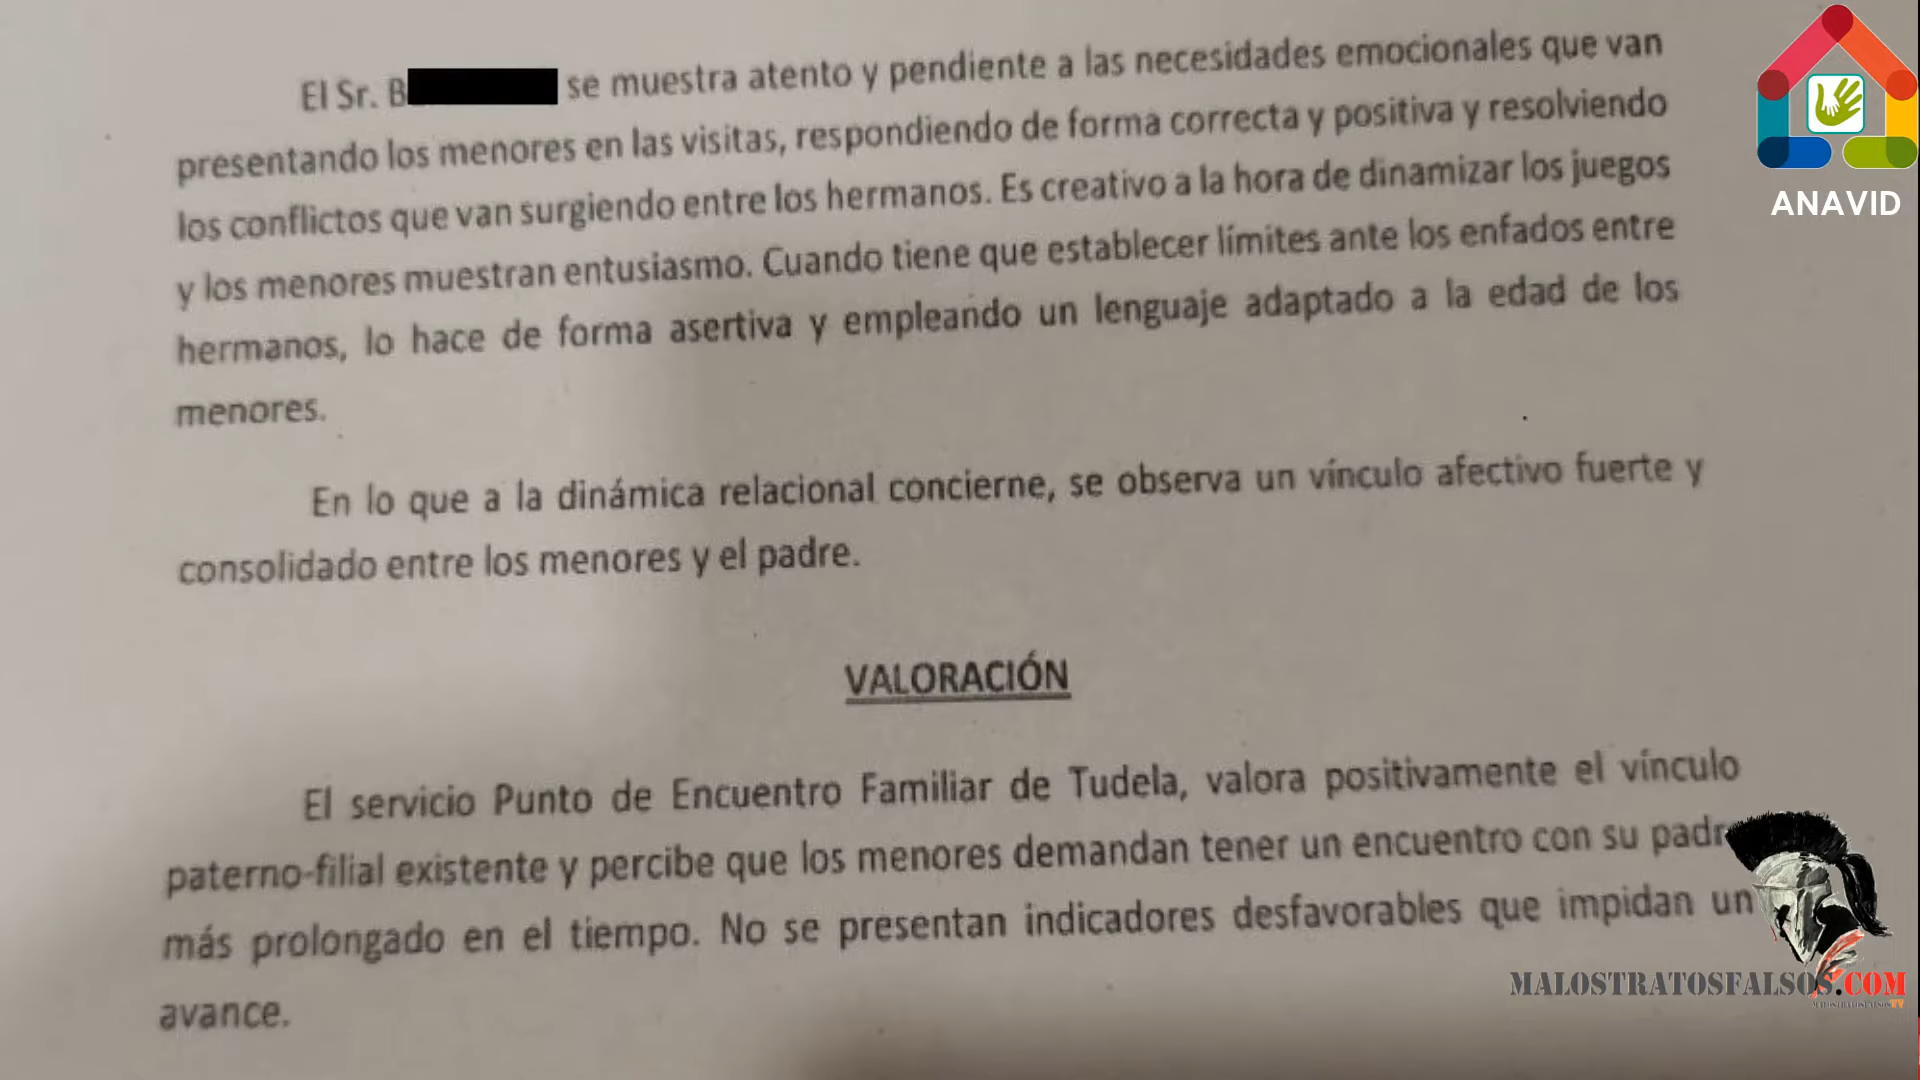 El Sr. B se muestra atento y pendiente a las necesidades emocionales que van
presentando los menores en las visitas, respondiendo de forma correcta y positiva y resolviendo
los conflictos que van surgiendo entre los hermanos. Es creativo a la hora de dinamizar los juegos
y los menores muestran entusiasmo. Cuando tiene que establecer límites ante los enfados entre
hermanos, lo hace de forma asertiva y empleando un lenguaje adaptado a la edad de los
menores.
En lo que a la dinámica relacional concierne, se observa un vínculo afectivo fuerte y
consolidado entre los menores y el padre.
VALORACIÓN
El servicio Punto de Encuentro Familiar de Tudela, valora positivamente el vínculo
paterno-filial existente y percibe que los menores demandan tener un encuentro con su padr
más prolongado en el tiempo. No se presentan indicadores desfavorables que impidan un
avance.
ANAVID
MALOSTRATOSFALSOS.COM